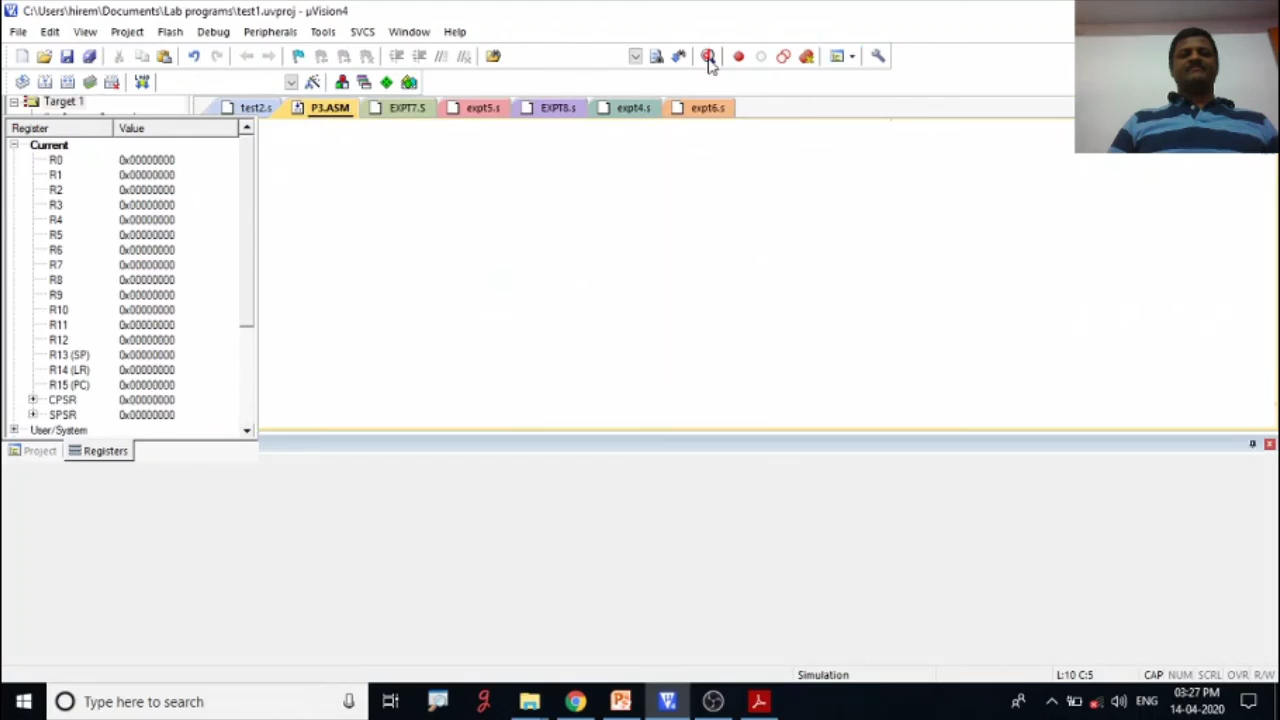 C:\Users\hirem\Documents\Lab programs\test1.uvproj - µVision4
File Edit View Project Flash Debug Peripherals Tools SVCS Window Help
Target 1
test2.s P3.ASM EXPT7.S expt5.s EXPT8.s expt4.s expt6.s
Register Value
Current
R0 0x00000000
R1 0x00000000
R2 0x00000000
R3 0x00000000
R4 0x00000000
R5 0x00000000
R6 0x00000000
R7 0x00000000
R8 0x00000000
R9 0x00000000
R10 0x00000000
R11 0x00000000
R12 0x00000000
R13 (SP) 0x00000000
R14 (LR) 0x00000000
R15 (PC) 0x00000000
CPSR 0x00000000
SPSR 0x00000000
User/System
Project Registers
Simulation L:10 C:5 CAP NUM SCRL OVR R/W
Type here to search
ENG
03:27 PM
14-04-2020